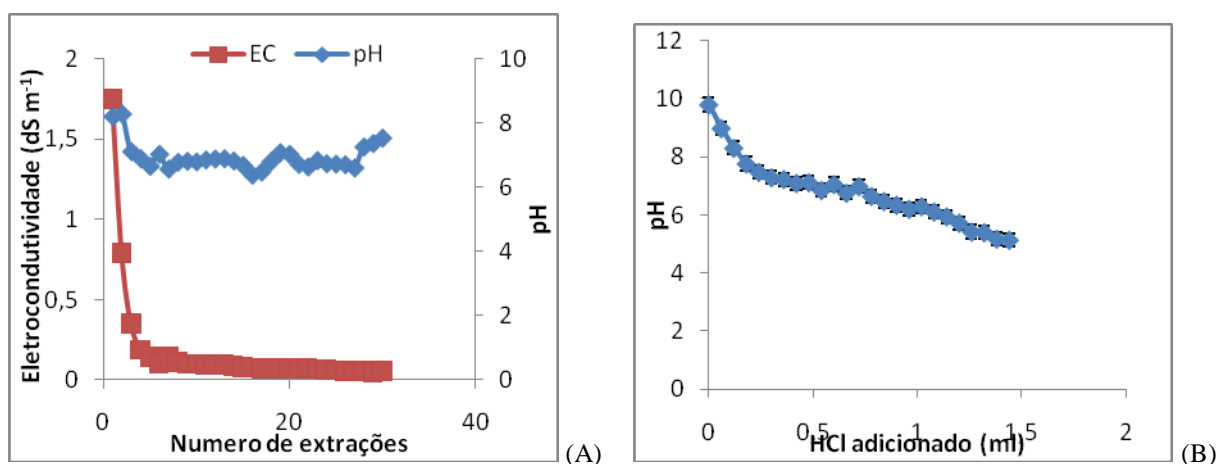 EC pH
Eletrocondutividade (dS m⁻¹)
2
1,5
1
0,5
0
10
8
6
4
2
0
pH
0 20 40
Numero de extrações
(A)
pH
12
10
8
6
4
2
0
0 0,5 1 1,5 2
HCl adicionado (ml)
(B)